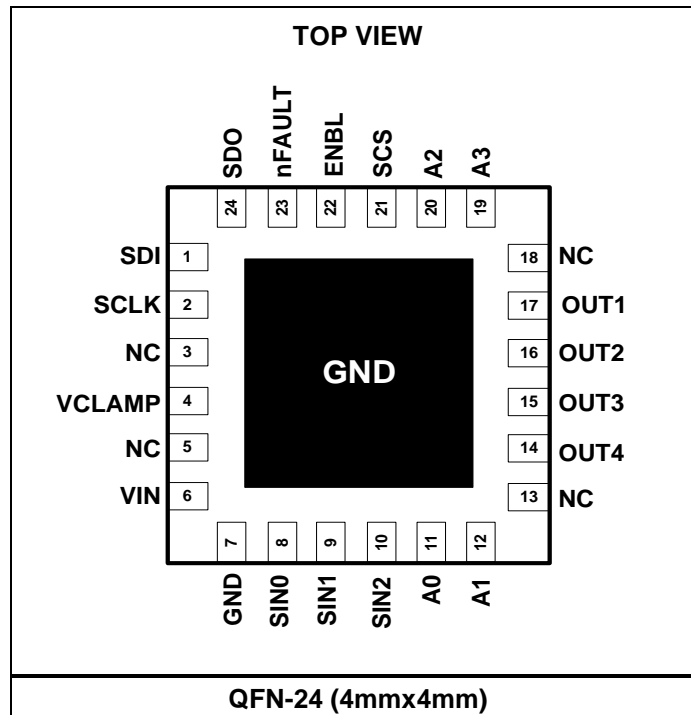 TOP VIEW
SDO
nFAULT
ENBL
SCS
A2
A3
24
23
22
21
20
19
SDI 1
SCLK 2
NC 3
VCLAMP 4
NC 5
VIN 6
GND
18 NC
17 OUT1
16 OUT2
15 OUT3
14 OUT4
13 NC
7
8
9
10
11
12
GND
SIN0
SIN1
SIN2
A0
A1
QFN-24 (4mmx4mm)